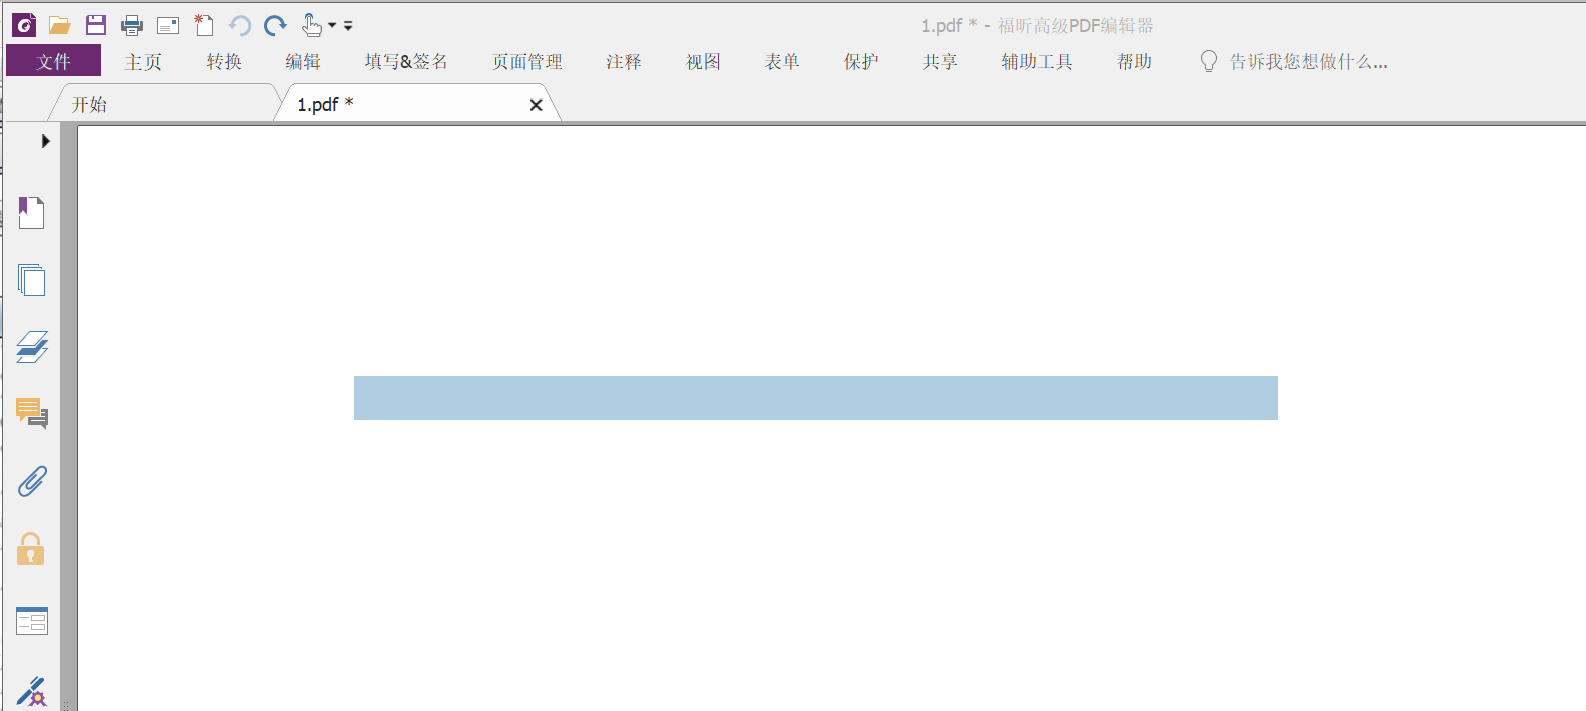 1.pdf * - 福昕高级PDF编辑器
文件 主页 转换 编辑 填写&签名 页面管理 注释 视图 表单 保护 共享 辅助工具 帮助 告诉我您想做什么...
开始 1.pdf *